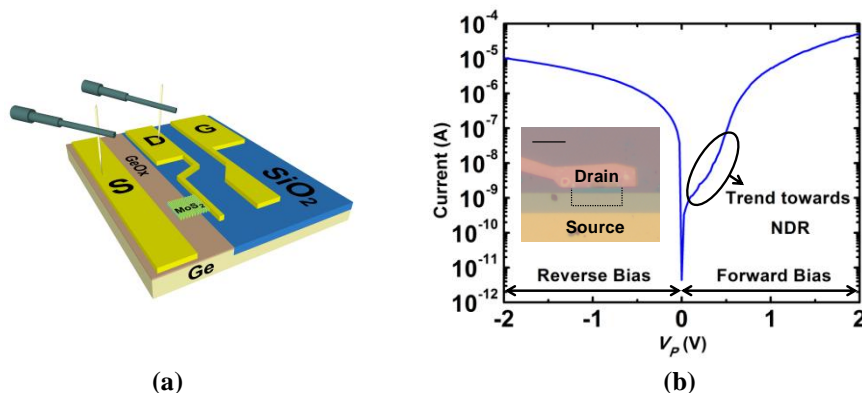 S
GeOx
D
G
MoS₂
SiO₂
Ge
(a)
Current (A)
10⁻⁴
10⁻⁵
10⁻⁶
10⁻⁷
10⁻⁸
10⁻⁹
10⁻¹⁰
10⁻¹¹
10⁻¹²
Drain
Source
Trend towards
NDR
Reverse Bias
Forward Bias
-2
-1
0
1
2
V_P (V)
(b)